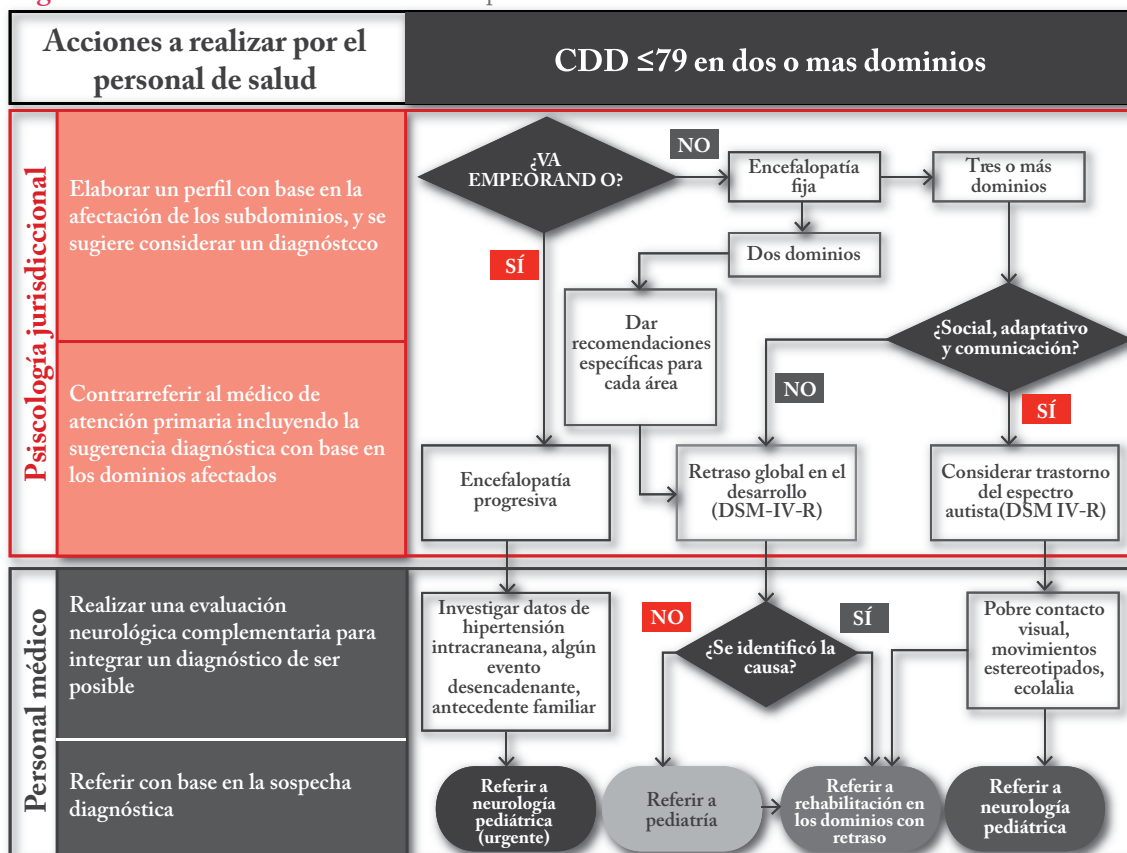 Acciones a realizar por el
personal de salud
CDD ≤79 en dos o mas dominios
Psiscología jurisdiccional
Elaborar un perfil con base en la
afectación de los subdominios, y se
sugiere considerar un diagnóstcco
Contrarreferir al médico de
atención primaria incluyendo la
sugerencia diagnóstica con base en
los dominios afectados
¿VA
EMPEORAND O?
NO
Encefalopatía
fija
Tres o más
dominios
SÍ
Dos dominios
Dar
recomendaciones
específicas para
cada área
¿Social, adaptativo
y comunicación?
NO
SÍ
Encefalopatía
progresiva
Retraso global en el
desarrollo
(DSM-IV-R)
Considerar trastorno
del espectro
autista(DSM IV-R)
Personal médico
Realizar una evaluación
neurológica complementaria para
integrar un diagnóstico de ser
posible
Referir con base en la sospecha
diagnóstica
Investigar datos de
hipertensión
intracraneana, algún
evento
desencadenante,
antecedente familiar
NO
SÍ
¿Se identificó la
causa?
Pobre contacto
visual,
movimientos
estereotipados,
ecolalia
Referir a
neurología
pediátrica
(urgente)
Referir a
pediatría
Referir a
rehabilitación en
los dominios con
retraso
Referir a
neurología
pediátrica